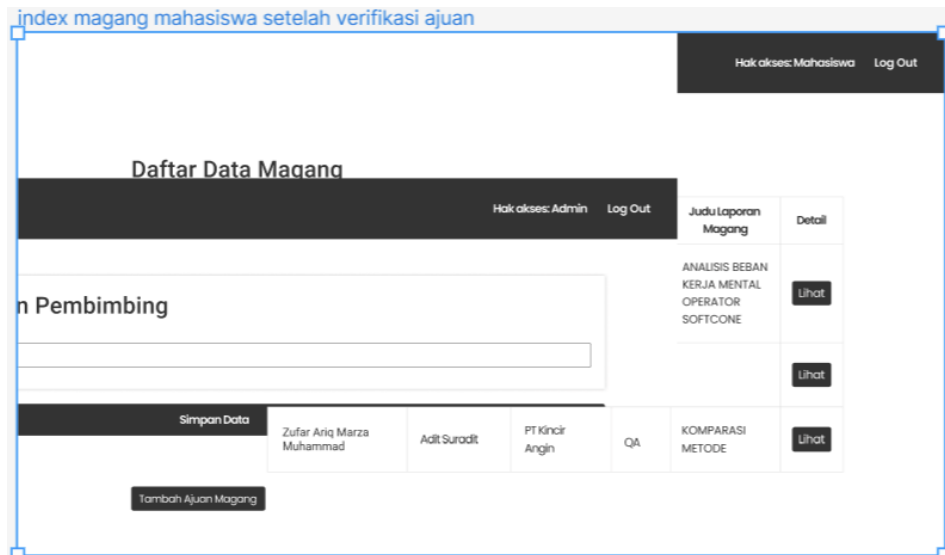 index magang mahasiswa setelah verifikasi ajuan
Hak akses: Mahasiswa Log Out
Daftar Data Magang
Hak akses: Admin Log Out
Judu Laporan
Magang
Detail
n Pembimbing
ANALISIS BEBAN
KERJA MENTAL
OPERATOR
SOFTCONE
Lihat
Lihat
Simpan Data
Zufar Ariq Marza
Muhammad
Adit Suradit
PT Kincir
Angin
QA
KOMPARASI
METODE
Lihat
Tambah Ajuan Magang